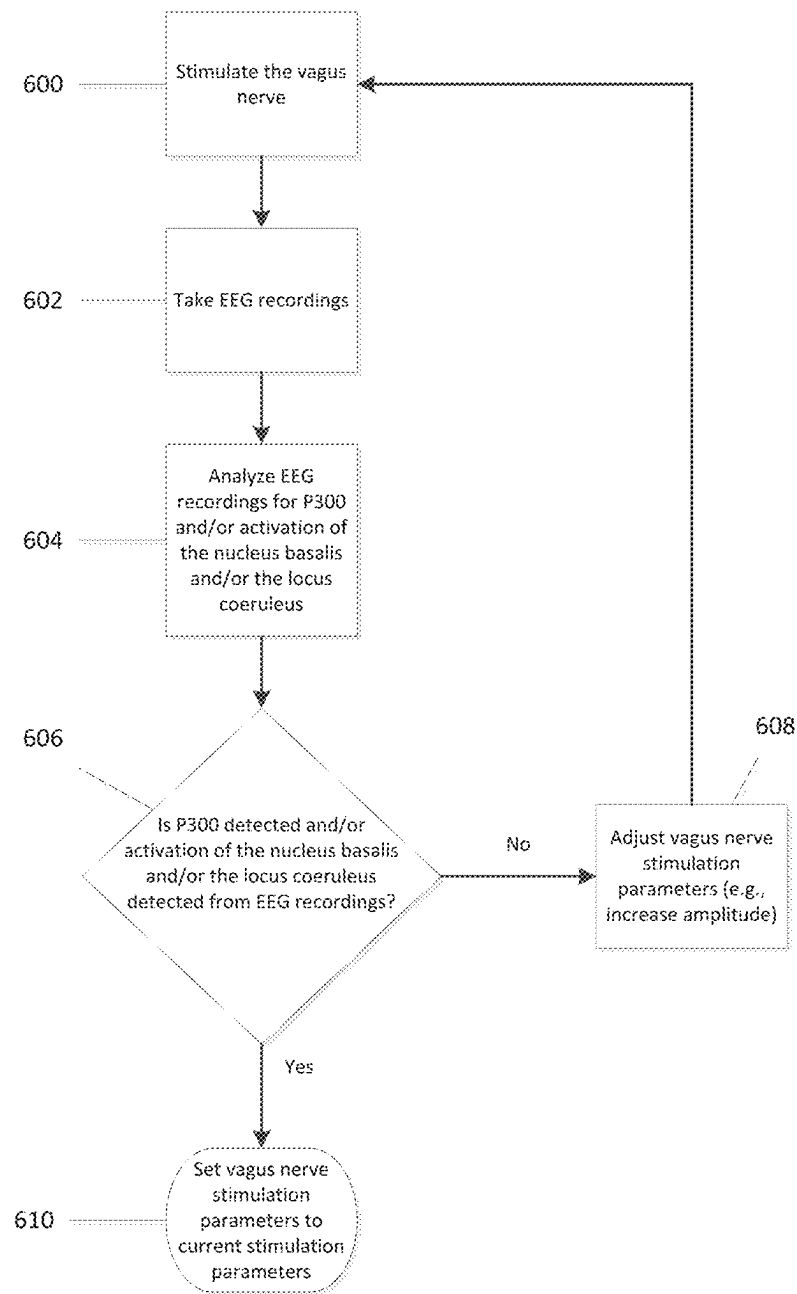 600
Stimulate the vagus
nerve
602
Take EEG recordings
604
Analyze EEG
recordings for P300
and/or activation of
the nucleus basalis
and/or the locus
coeruleus
606
Is P300 detected and/or
activation of the nucleus basalis
and/or the locus coeruleus
detected from EEG recordings?
No
608
Adjust vagus nerve
stimulation
parameters (e.g.,
increase amplitude)
Yes
610
Set vagus nerve
stimulation
parameters to
current stimulation
parameters